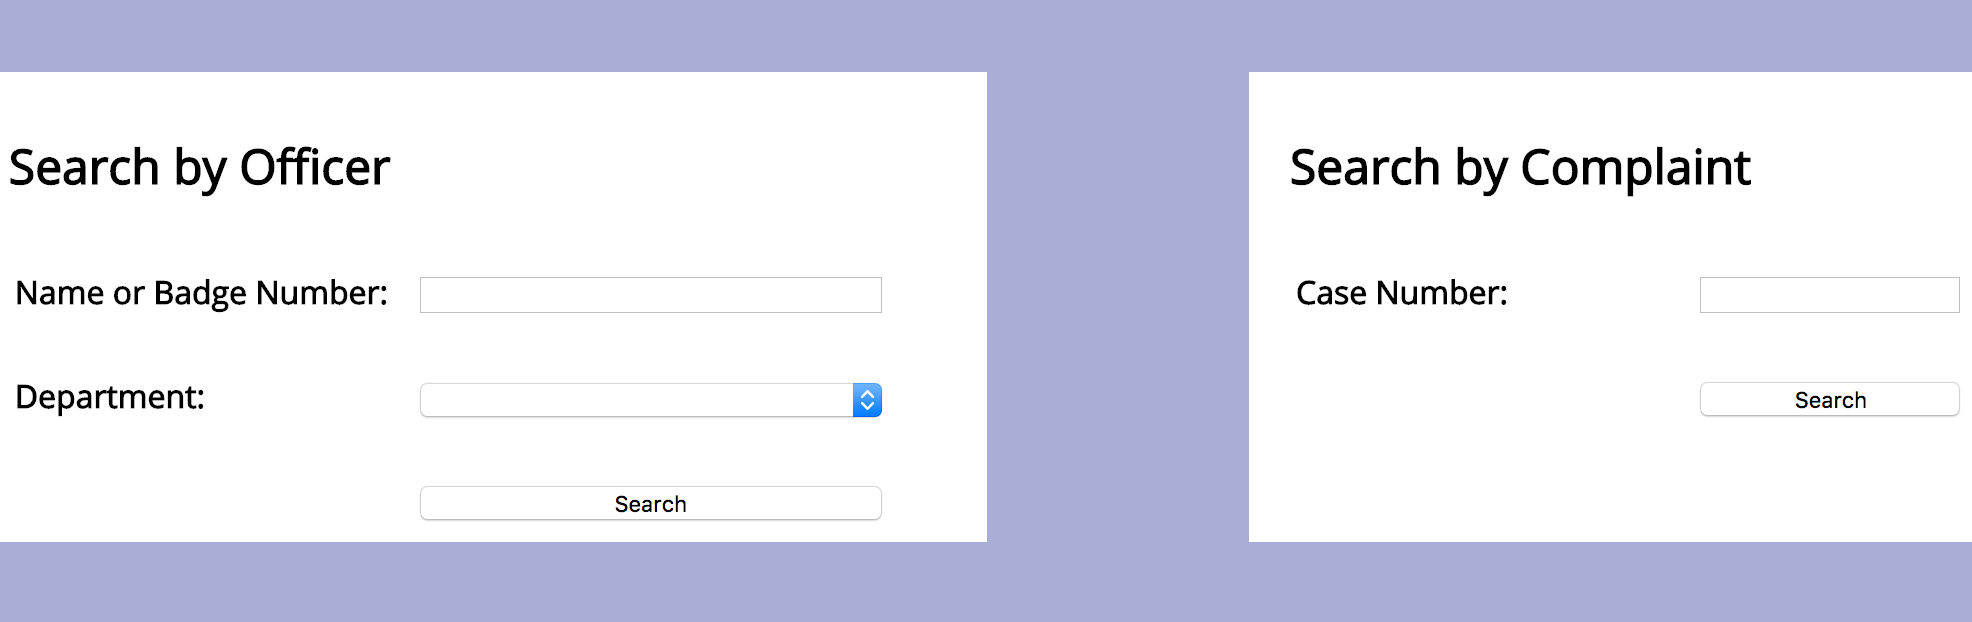 Search by Officer
Name or Badge Number:
Department:
Search
Search by Complaint
Case Number:
Search